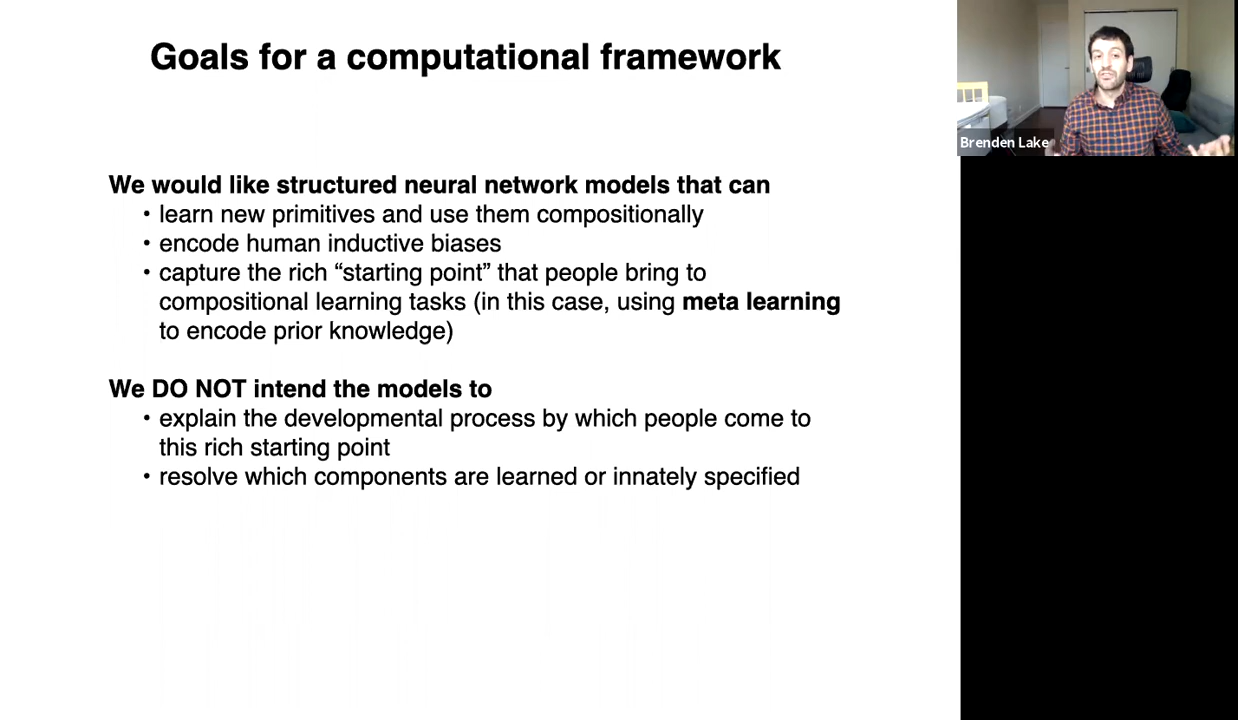 Goals for a computational framework
Brenden Lake
We would like structured neural network models that can
• learn new primitives and use them compositionally
• encode human inductive biases
• capture the rich “starting point” that people bring to
compositional learning tasks (in this case, using meta learning
to encode prior knowledge)
We DO NOT intend the models to
• explain the developmental process by which people come to
this rich starting point
• resolve which components are learned or innately specified